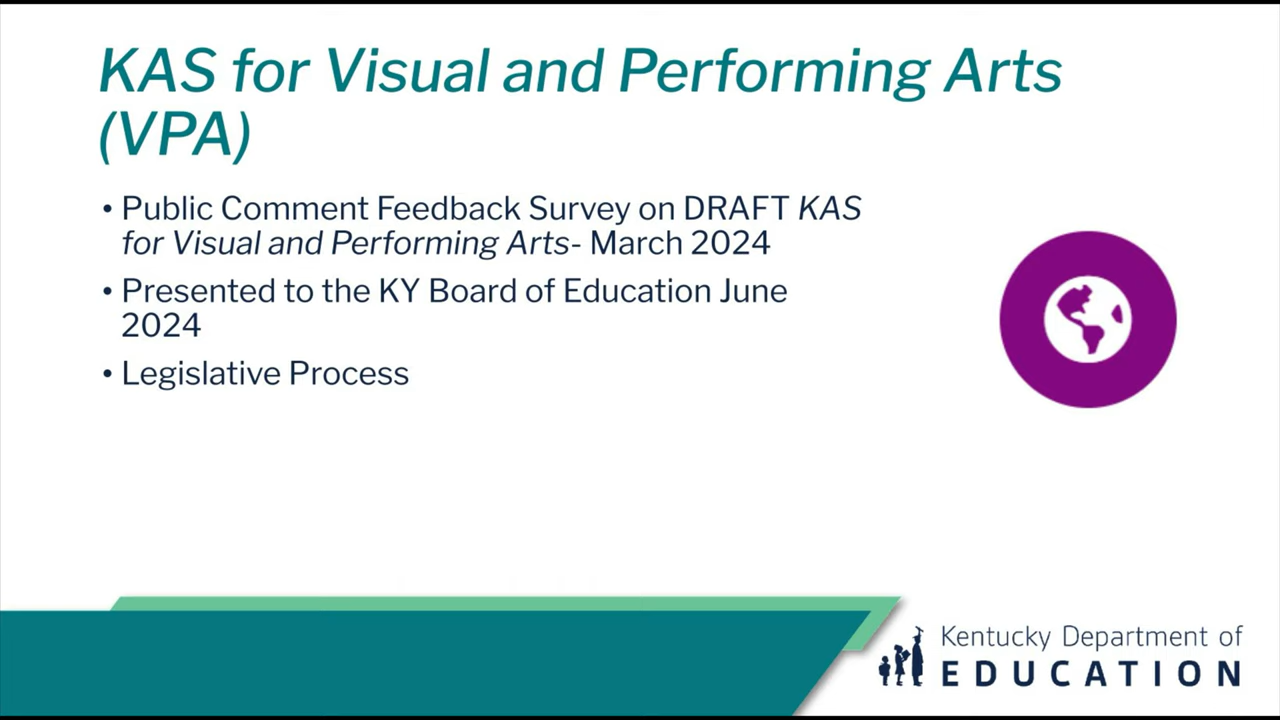 KAS for Visual and Performing Arts
(VPA)
• Public Comment Feedback Survey on DRAFT KAS
for Visual and Performing Arts- March 2024
• Presented to the KY Board of Education June
2024
• Legislative Process
Kentucky Department of
EDUCATION